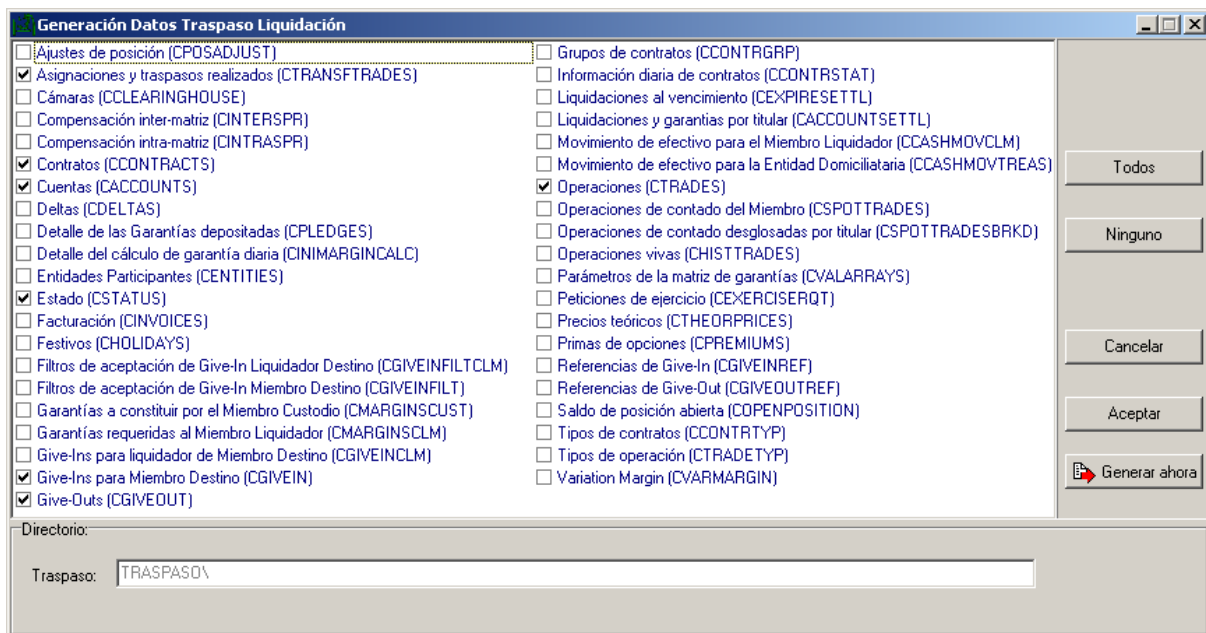 Generación Datos Traspaso Liquidación
Ajustes de posición (CPOSADJUST)
Asignaciones y traspasos realizados (CTRANSFTRADES)
Cámaras (CCLEARINGHOUSE)
Compensación inter-matriz (CINTERSPR)
Compensación intra-matriz (CINTRASPR)
Contratos (CCONTRACTS)
Cuentas (CACCOUNTS)
Deltas (CDELTAS)
Detalle de las Garantías depositadas (CPLEDGES)
Detalle del cálculo de garantía diaria (CINIMARGINCALC)
Entidades Participantes (CENTITIES)
Estado (CSTATUS)
Facturación (CINVOICES)
Festivos (CHOLIDAYS)
Filtros de aceptación de Give-In Liquidador Destino (CGIVEINFILTCLM)
Filtros de aceptación de Give-In Miembro Destino (CGIVEINFILT)
Garantías a constituir por el Miembro Custodio (CMARGINSCUST)
Garantías requeridas al Miembro Liquidador (CMARGINSCLM)
Give-Ins para liquidador de Miembro Destino (CGIVEINCLM)
Give-Ins para Miembro Destino (CGIVEIN)
Give-Outs (CGIVEOUT)
Grupos de contratos (CCONTRGRP)
Información diaria de contratos (CCONTRSTAT)
Liquidaciones al vencimiento (CEXPIRESETTL)
Liquidaciones y garantias por titular (CACCOUNTSETTL)
Movimiento de efectivo para el Miembro Liquidador (CCASHMOVCLM)
Movimiento de efectivo para la Entidad Domiciliataria (CCASHMOVTREAS)
Operaciones (CTRADES)
Operaciones de contado del Miembro (CSPOTTRADES)
Operaciones de contado desglosadas por titular (CSPOTTRADESBRKD)
Operaciones vivas (CHISTTRADES)
Parámetros de la matriz de garantías (CVALARRAYS)
Peticiones de ejercicio (CEXERCISERQT)
Precios teóricos (CTHEORPRICES)
Primas de opciones (CPREMIUMS)
Referencias de Give-In (CGIVEINREF)
Referencias de Give-Out (CGIVEOUTREF)
Saldo de posición abierta (COPENPOSITION)
Tipos de contratos (CCONTRTYP)
Tipos de operación (CTRADETYP)
Variation Margin (CVARMARGIN)
Todos
Ninguno
Cancelar
Aceptar
Generar ahora
Directorio:
Traspaso: TRASPASO\